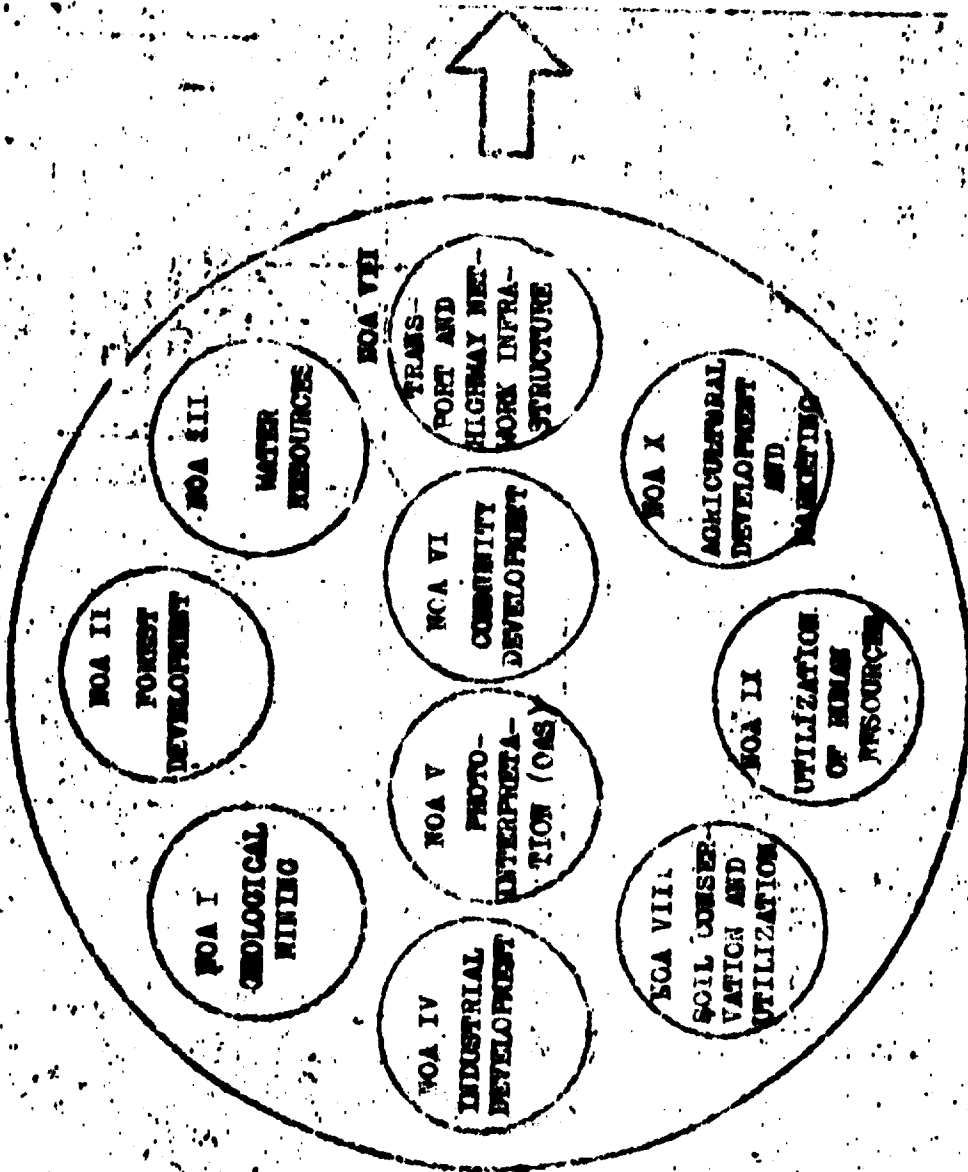 NOA I
GEOLOGICAL
MINING
NOA II
FOREST
DEVELOPMENT
NOA III
WATER
RESOURCES
NOA IV
INDUSTRIAL
DEVELOPMENT
NOA V
PHOTO-
INTERPRETA-
TION (OAS)
NOA VI
COMMUNITY
DEVELOPMENT
NOA VII
TRANS-
PORT AND
HIGHWAY NET-
WORK INFRA-
STRUCTURE
NOA VIII
SOIL CONSER-
VATION AND
UTILIZATION
NOA IX
UTILIZATION
OF HUMAN
RESOURCES
NOA X
AGRICULTURAL
DEVELOPMENT
AND
MARKETING